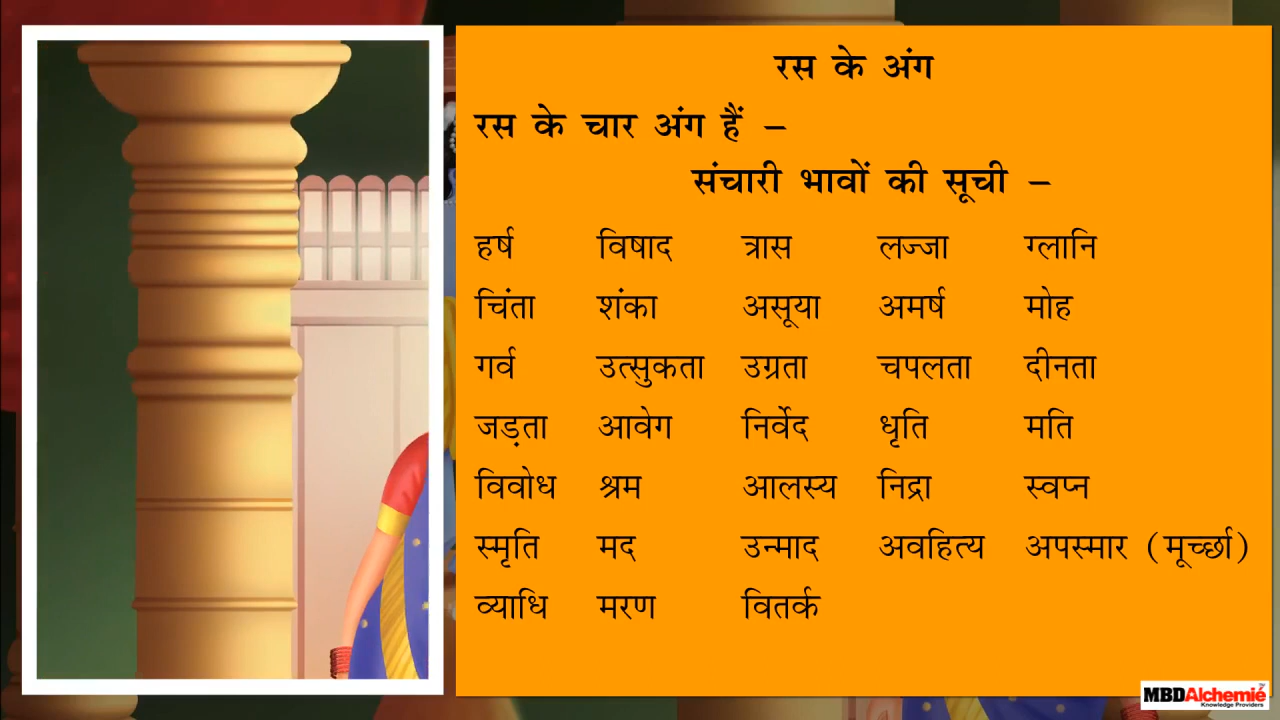 रस के अंग
रस के चार अंग हैं –
संचारी भावों की सूची –
हर्ष विषाद त्रास लज्जा ग्लानि
चिंता शंका असूया अमर्ष मोह
गर्व उत्सुकता उग्रता चपलता दीनता
जड़ता आवेग निर्वेद धृति मति
विवोध श्रम आलस्य निद्रा स्वप्न
स्मृति मद उन्माद अवहित्य अपस्मार (मूर्च्छा)
व्याधि मरण वितर्क
MBDAlchemie
Knowledge Providers